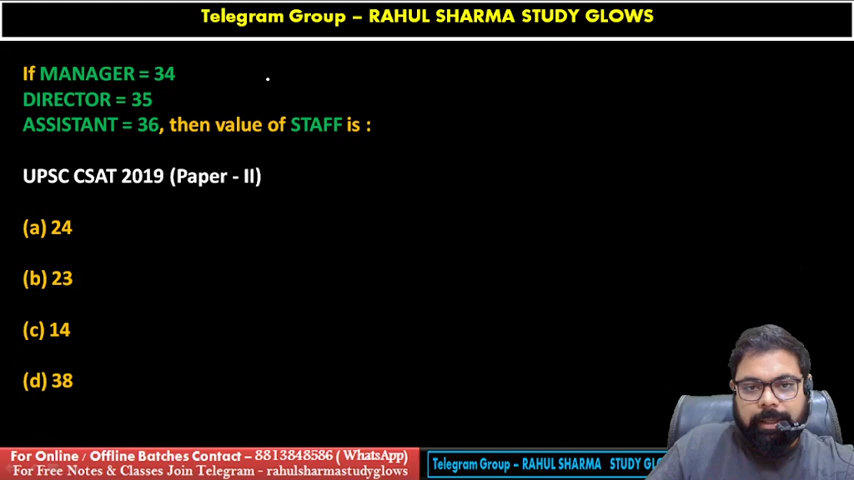 Telegram Group – RAHUL SHARMA STUDY GLOWS
If MANAGER = 34
DIRECTOR = 35
ASSISTANT = 36, then value of STAFF is :
UPSC CSAT 2019 (Paper - II)
(a) 24
(b) 23
(c) 14
(d) 38
For Online / Offline Batches Contact – 8813848586 ( WhatsApp)
For Free Notes & Classes Join Telegram - rahulsharmastudyglows
Telegram Group – RAHUL SHARMA STUDY GLO